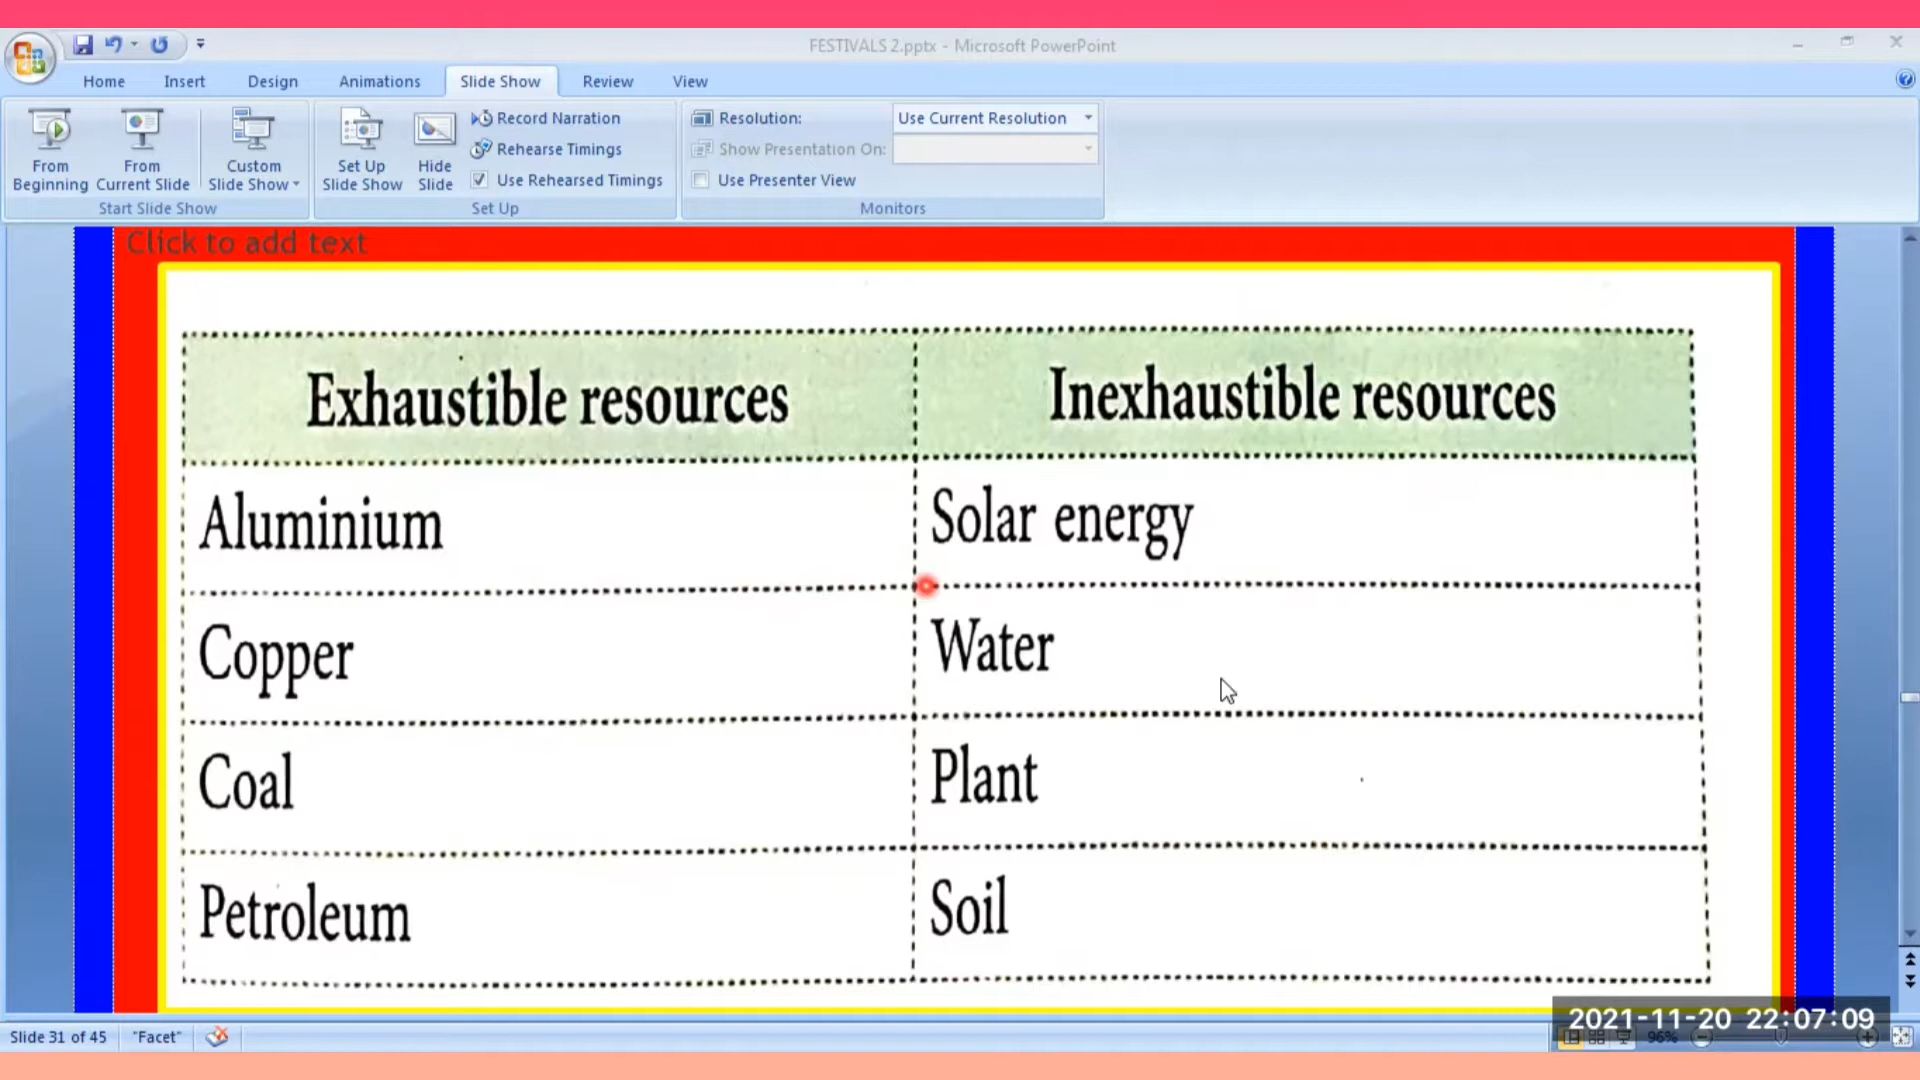 FESTIVALS 2.pptx - Microsoft PowerPoint
Home Insert Design Animations Slide Show Review View
From Beginning
From Current Slide
Custom Slide Show
Start Slide Show
Set Up Slide Show
Hide Slide
Record Narration
Rehearse Timings
Use Rehearsed Timings
Set Up
Resolution: Use Current Resolution
Show Presentation On:
Use Presenter View
Monitors
Click to add text
Exhaustible resources Inexhaustible resources
Aluminium Solar energy
Copper Water
Coal Plant
Petroleum Soil
2021-11-20 22:07:09
Slide 31 of 45 "Facet" 96%